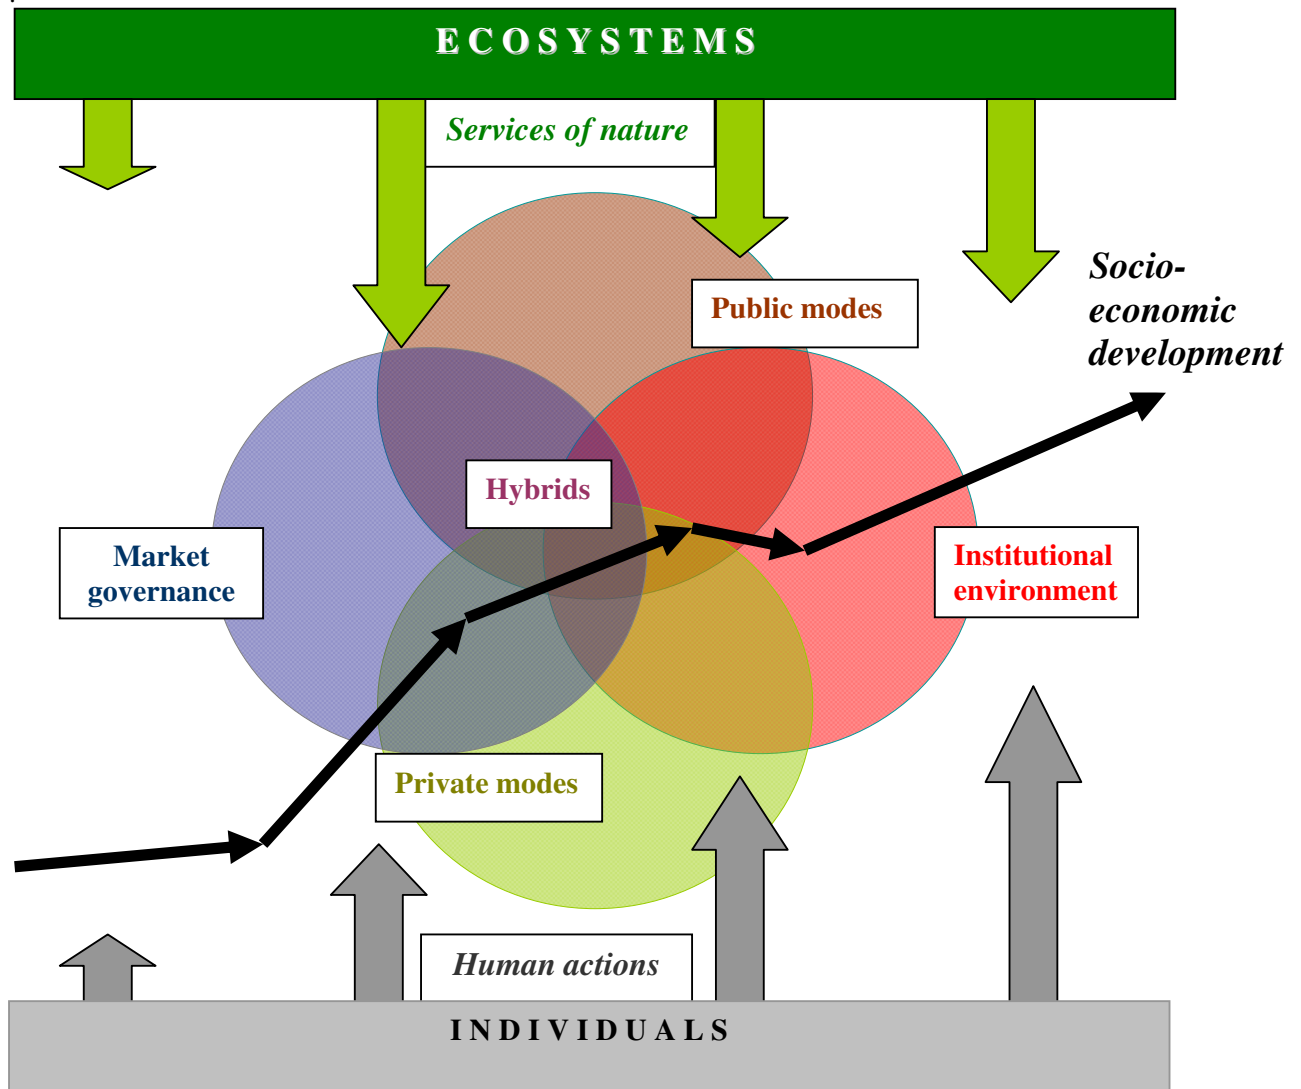 ECOSYSTEMS
Services of nature
Socio-
economic
development
Public modes
Hybrids
Market
governance
Institutional
environment
Private modes
Human actions
INDIVIDUALS